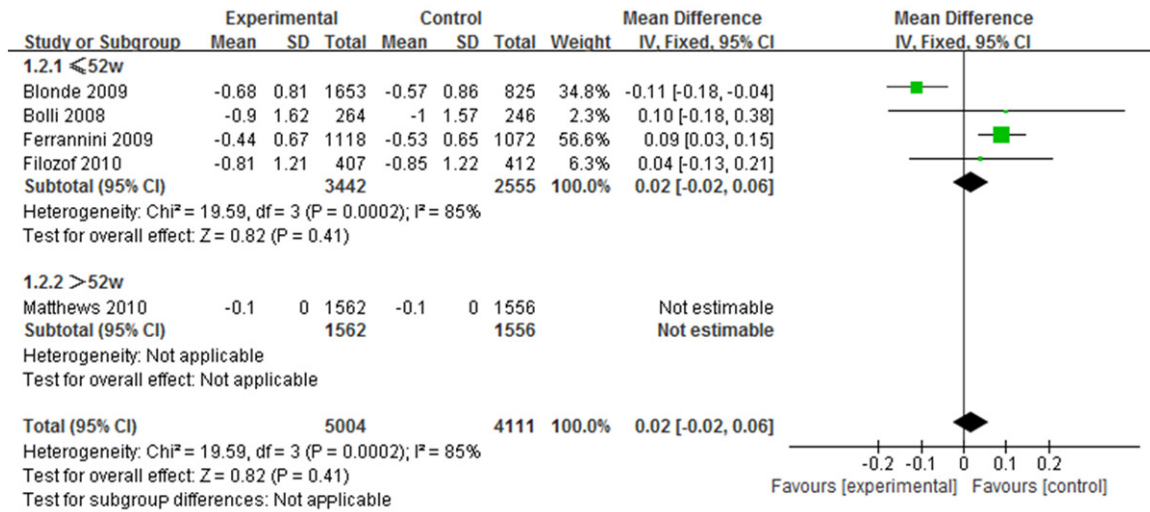 Experimental Control Mean Difference Mean Difference
Study or Subgroup Mean SD Total Mean SD Total Weight IV, Fixed, 95% CI IV, Fixed, 95% CI
1.2.1 ⩽52w
Blonde 2009 -0.68 0.81 1653 -0.57 0.86 825 34.8% -0.11 [-0.18, -0.04]
Bolli 2008 -0.9 1.62 264 -1 1.57 246 2.3% 0.10 [-0.18, 0.38]
Ferrannini 2009 -0.44 0.67 1118 -0.53 0.65 1072 56.6% 0.09 [0.03, 0.15]
Filozof 2010 -0.81 1.21 407 -0.85 1.22 412 6.3% 0.04 [-0.13, 0.21]
Subtotal (95% CI) 3442 2555 100.0% 0.02 [-0.02, 0.06]
Heterogeneity: Chi² = 19.59, df = 3 (P = 0.0002); I² = 85%
Test for overall effect: Z = 0.82 (P = 0.41)
1.2.2 >52w
Matthews 2010 -0.1 0 1562 -0.1 0 1556 Not estimable
Subtotal (95% CI) 1562 1556 Not estimable
Heterogeneity: Not applicable
Test for overall effect: Not applicable
Total (95% CI) 5004 4111 100.0% 0.02 [-0.02, 0.06]
Heterogeneity: Chi² = 19.59, df = 3 (P = 0.0002); I² = 85%
Test for overall effect: Z = 0.82 (P = 0.41)
Test for subgroup differences: Not applicable
-0.2 -0.1 0 0.1 0.2
Favours [experimental] Favours [control]